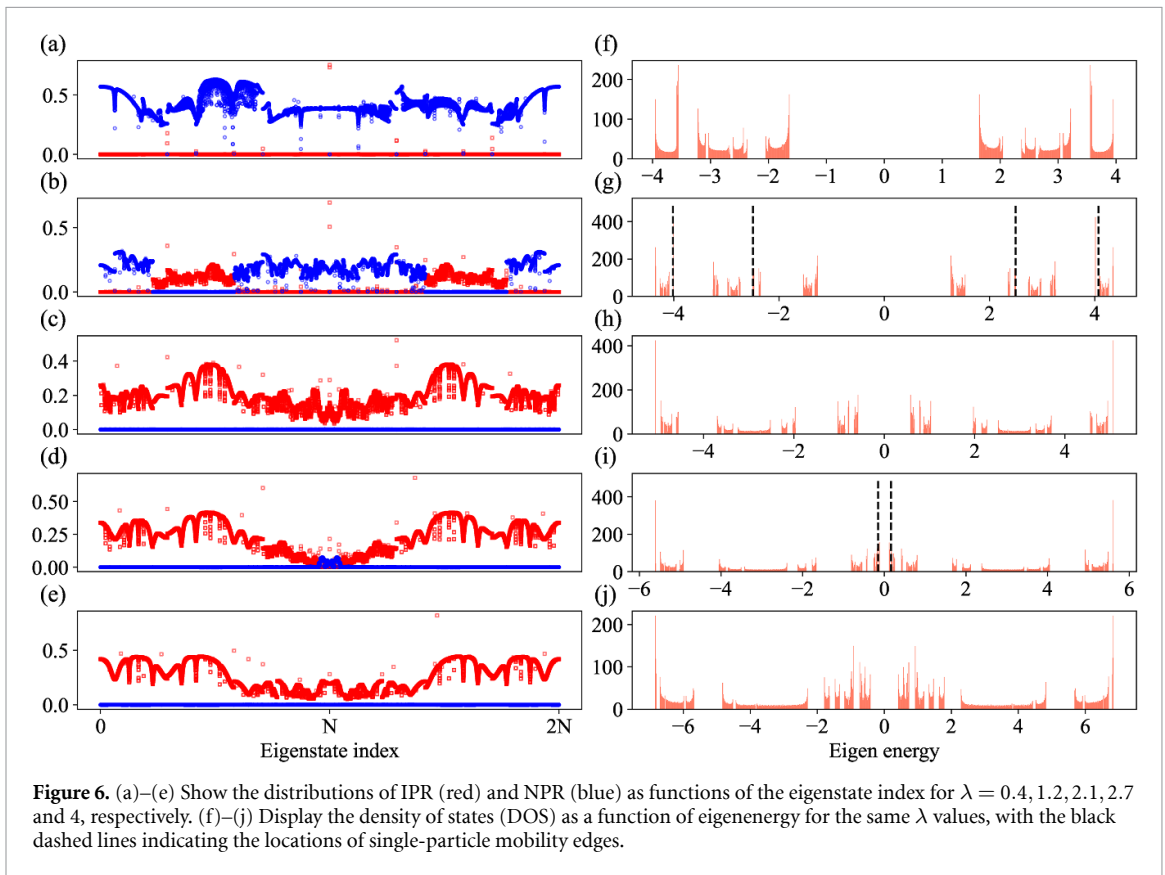 (a)
0.5
0.0
(b)
0.5
0.0
(c)
0.4
0.2
0.0
(d)
0.50
0.25
0.00
(e)
0.5
0.0
0 N 2N
Eigenstate index
(f)
200
100
0
−4 −3 −2 −1 0 1 2 3 4
(g)
400
200
0
−4 −2 0 2 4
(h)
400
200
0
−4 −2 0 2 4
(i)
400
200
0
−6 −4 −2 0 2 4 6
(j)
200
100
0
−6 −4 −2 0 2 4 6
Eigen energy
Figure 6. (a)–(e) Show the distributions of IPR (red) and NPR (blue) as functions of the eigenstate index for λ = 0.4, 1.2, 2.1, 2.7
and 4, respectively. (f)–(j) Display the density of states (DOS) as a function of eigenenergy for the same λ values, with the black
dashed lines indicating the locations of single-particle mobility edges.